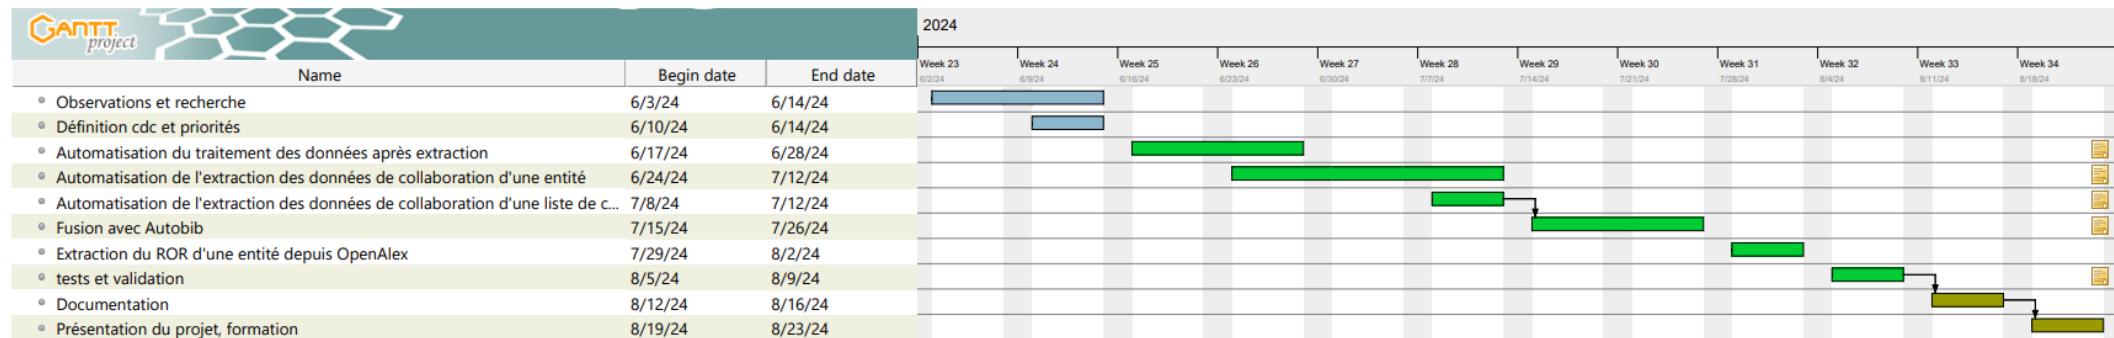 GANTT
project
2024
Name Begin date End date
Week 23 Week 24 Week 25 Week 26 Week 27 Week 28 Week 29 Week 30 Week 31 Week 32 Week 33 Week 34
6/2/24 6/9/24 6/16/24 6/23/24 6/30/24 7/7/24 7/14/24 7/21/24 7/28/24 8/4/24 8/11/24 8/18/24
Observations et recherche 6/3/24 6/14/24
Définition cdc et priorités 6/10/24 6/14/24
Automatisation du traitement des données après extraction 6/17/24 6/28/24
Automatisation de l'extraction des données de collaboration d'une entité 6/24/24 7/12/24
Automatisation de l'extraction des données de collaboration d'une liste de c... 7/8/24 7/12/24
Fusion avec Autobib 7/15/24 7/26/24
Extraction du ROR d'une entité depuis OpenAlex 7/29/24 8/2/24
tests et validation 8/5/24 8/9/24
Documentation 8/12/24 8/16/24
Présentation du projet, formation 8/19/24 8/23/24